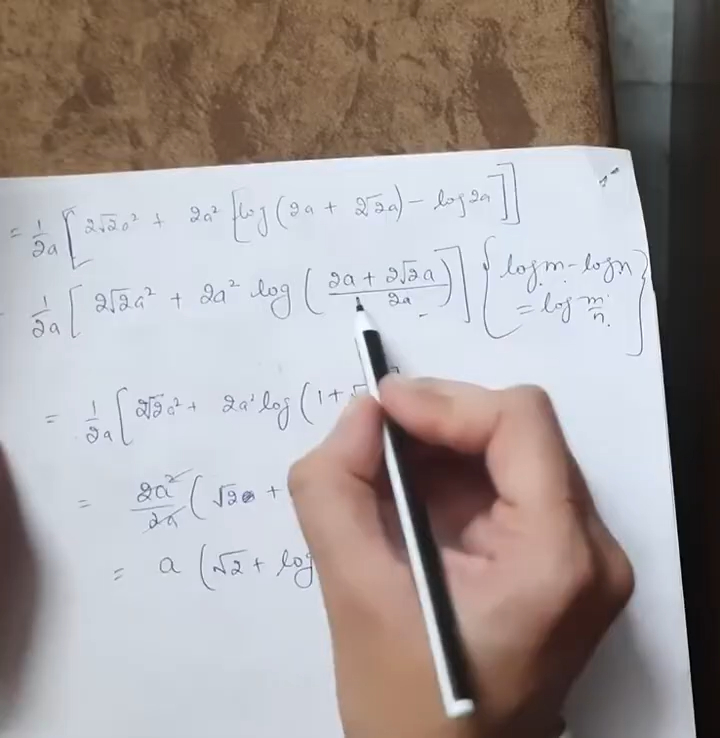 = 1/2a [ 2√2a² + 2a² [log (2a + 2√2a) - log 2a ] ]
1/2a [ 2√2a² + 2a² log ( 2a + 2√2a / 2a ) ] { log m - log n = log m/n }
= 1/2a [ 2√2a² + 2a² log ( 1 + √
= 2a²/2a ( √2 +
= a ( √2 + log